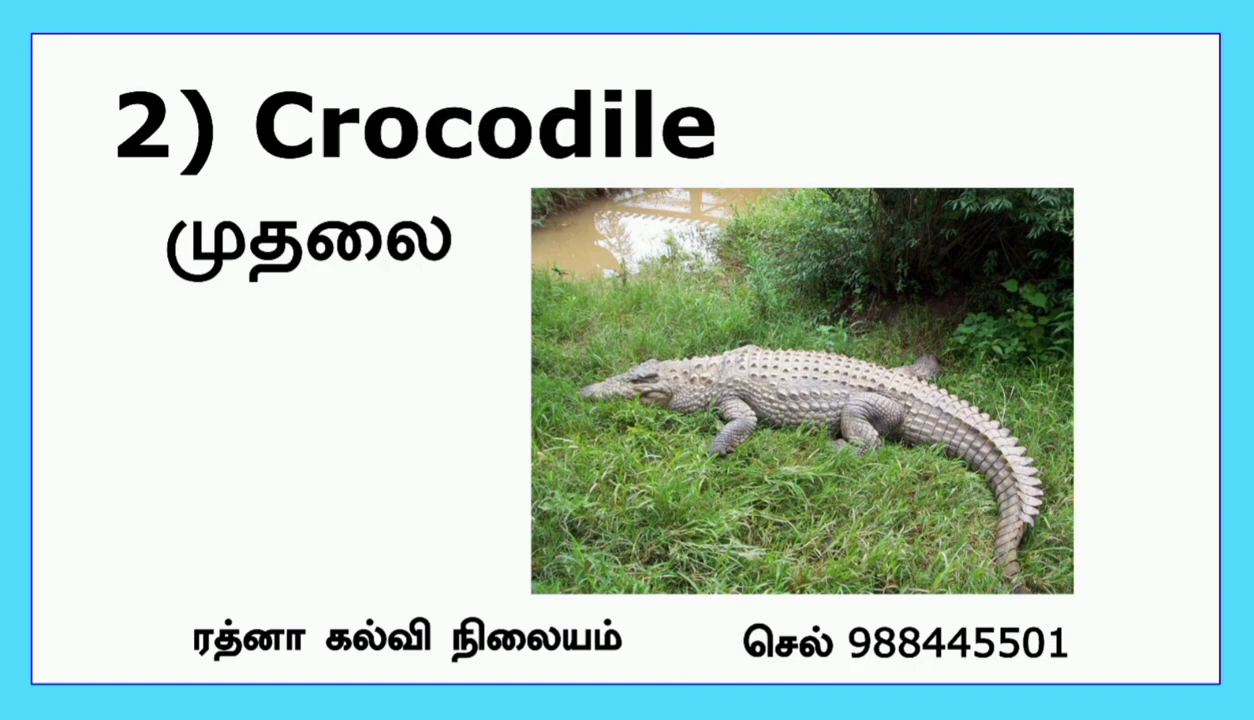 2) Crocodile
முதலை
ரத்னா கல்வி நிலையம் செல் 988445501